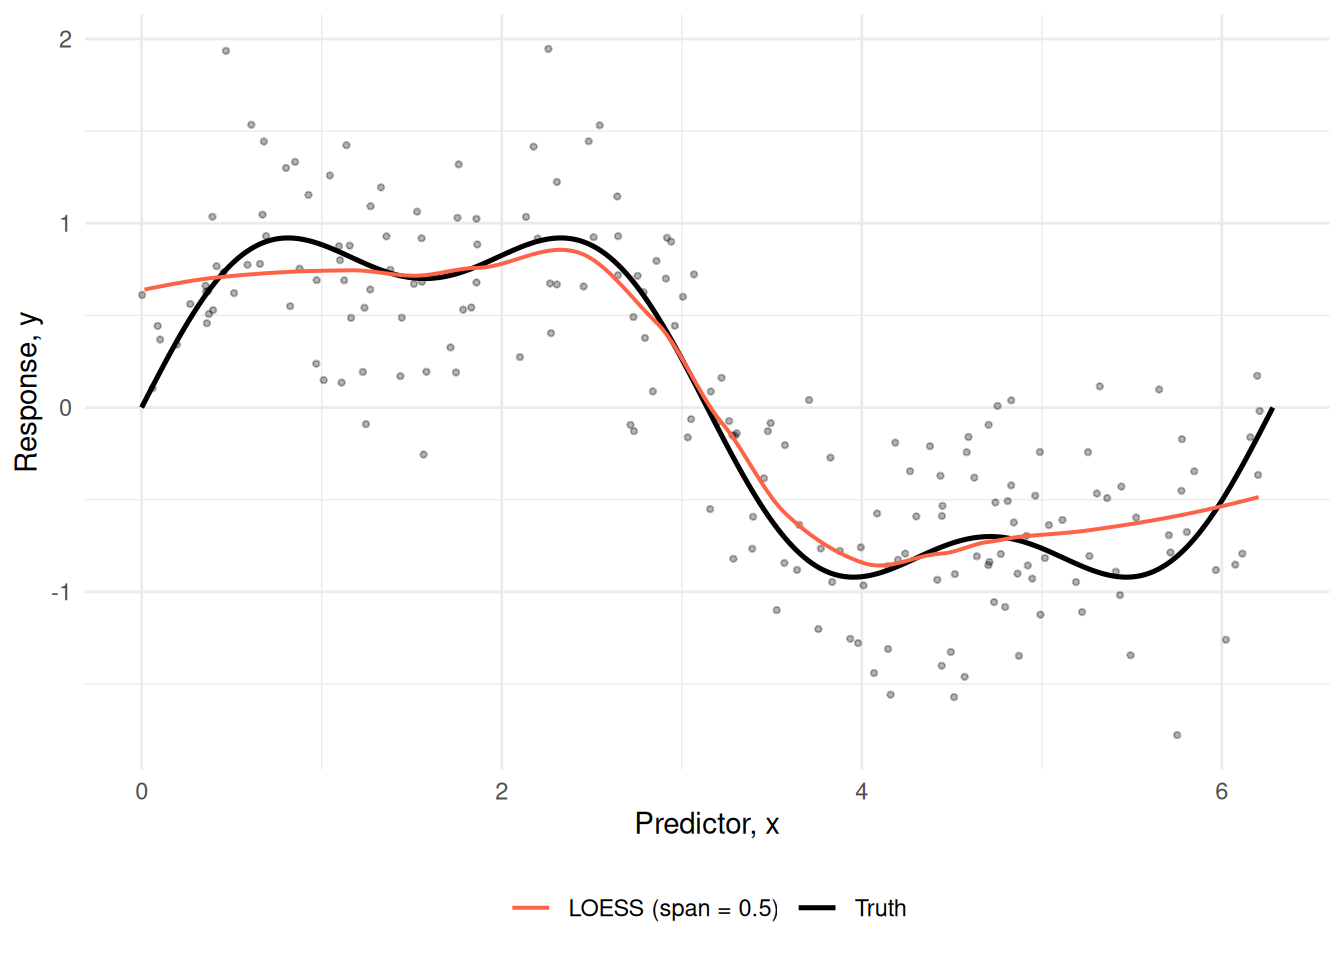 2
1
0
-1
Response, y
0
2
4
6
Predictor, x
LOESS (span = 0.5)
Truth